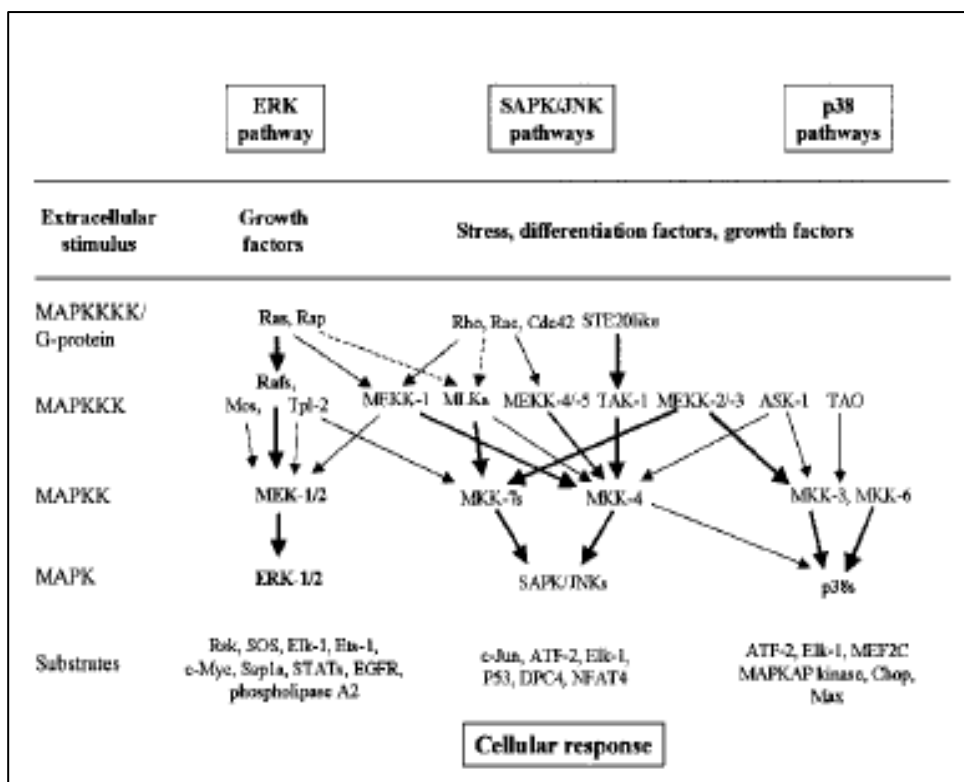 ERK
pathway
SAPK/JNK
pathways
p38
pathways
Extracellular
stimulus
Growth
factors
Stress, differentiation factors, growth factors
MAPKKKK/
G-protein
Ras, Rap
Rho, Rac, Cdc42
STE20like
MAPKKK
Rafs,
Mos,
Tpl-2
MEKK-1
MLKs
MEKK-4/-5
TAK-1
MEKK-2/-3
ASK-1
TAO
MAPKK
MEK-1/2
MKK-7s
MKK-4
MKK-3, MKK-6
MAPK
ERK-1/2
SAPK/JNKs
p38s
Substrates
Rsk, SOS, Elk-1, Ets-1,
c-Myc, Sap1a, STATs, EGFR,
phospholipase A2
c-Jun, ATF-2, Elk-1,
P53, DPC4, NFAT4
ATF-2, Elk-1, MEF2C
MAPKAP kinase, Chop,
Max
Cellular response